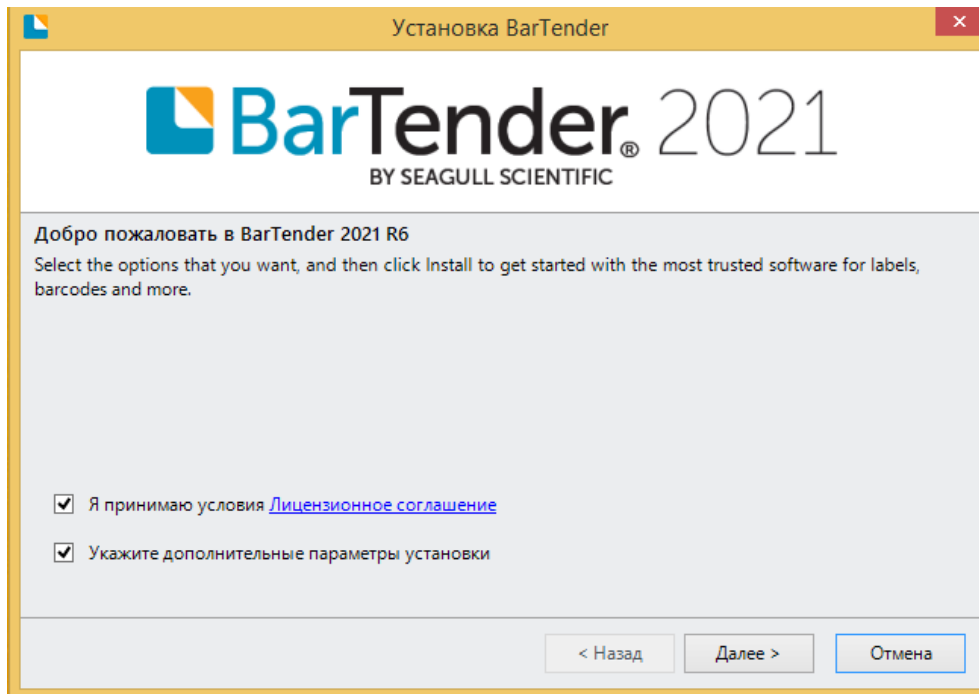 Установка BarTender
BarTender® 2021
BY SEAGULL SCIENTIFIC
Добро пожаловать в BarTender 2021 R6
Select the options that you want, and then click Install to get started with the most trusted software for labels,
barcodes and more.
Я принимаю условия Лицензионное соглашение
Укажите дополнительные параметры установки
< Назад
Далее >
Отмена